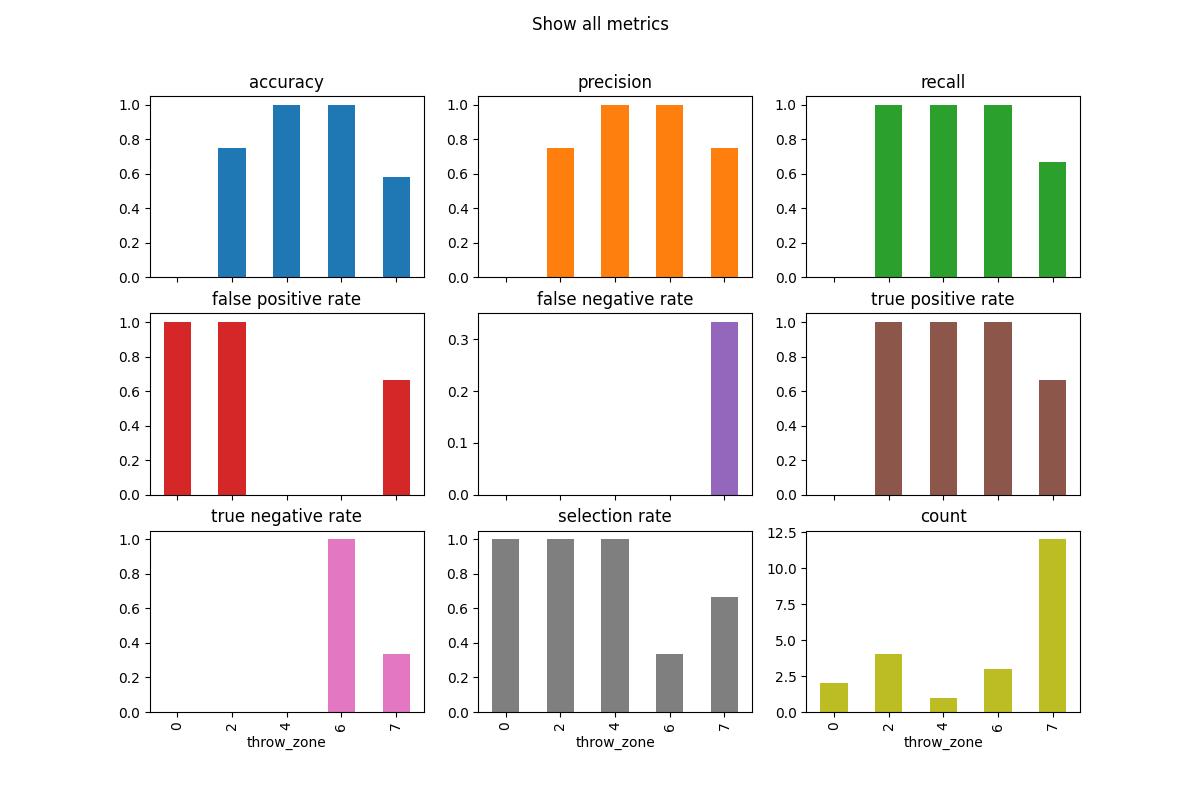 Show all metrics
accuracy precision recall
1.0 1.0 1.0
0.8 0.8 0.8
0.6 0.6 0.6
0.4 0.4 0.4
0.2 0.2 0.2
0.0 0.0 0.0
false positive rate false negative rate true positive rate
1.0 0.3 1.0
0.8 0.2 0.8
0.6 0.1 0.6
0.4 0.0 0.4
0.2 0.2
0.0 0.0
true negative rate selection rate count
1.0 1.0 12.5
0.8 0.8 10.0
0.6 0.6 7.5
0.4 0.4 5.0
0.2 0.2 2.5
0.0 0.0 0.0
0 2 4 6 7 0 2 4 6 7 0 2 4 6 7
throw_zone throw_zone throw_zone